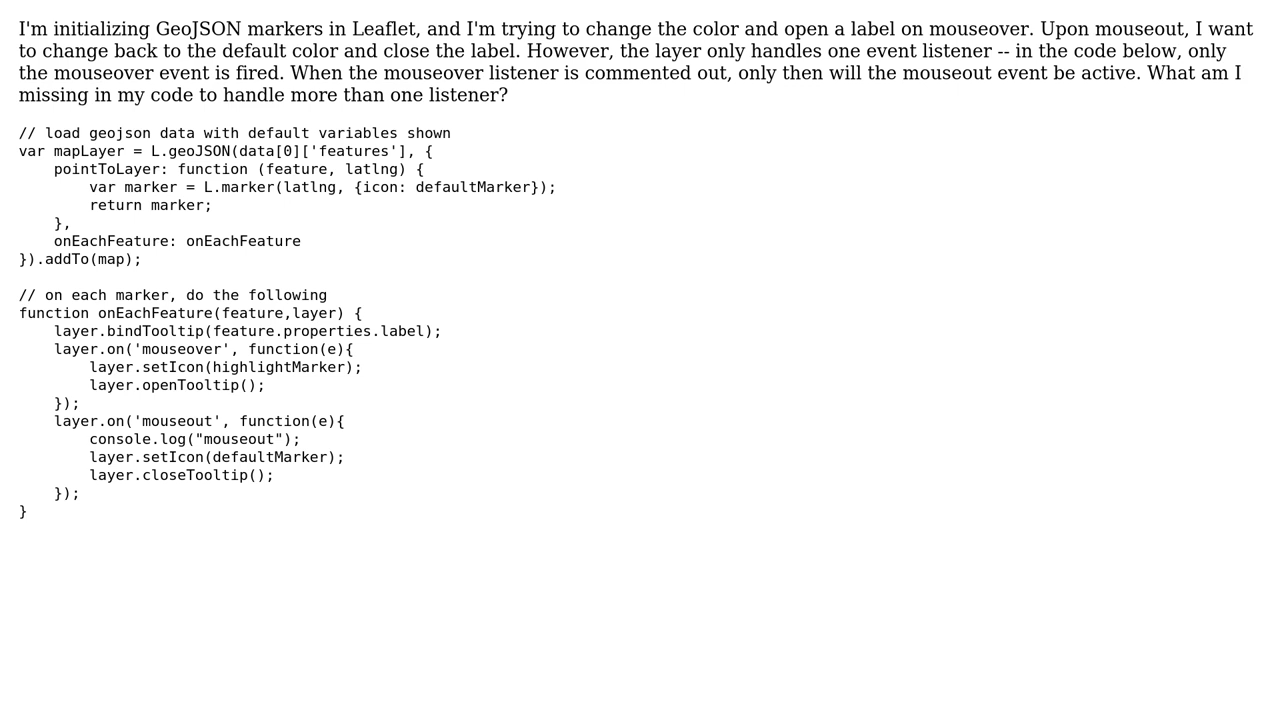 I'm initializing GeoJSON markers in Leaflet, and I'm trying to change the color and open a label on mouseover. Upon mouseout, I want
to change back to the default color and close the label. However, the layer only handles one event listener -- in the code below, only
the mouseover event is fired. When the mouseover listener is commented out, only then will the mouseout event be active. What am I
missing in my code to handle more than one listener?

// load geojson data with default variables shown
var mapLayer = L.geoJSON(data[0]['features'], {
    pointToLayer: function (feature, latlng) {
        var marker = L.marker(latlng, {icon: defaultMarker});
        return marker;
    },
    onEachFeature: onEachFeature
}).addTo(map);

// on each marker, do the following
function onEachFeature(feature,layer) {
    layer.bindTooltip(feature.properties.label);
    layer.on('mouseover', function(e){
        layer.setIcon(highlightMarker);
        layer.openTooltip();
    });
    layer.on('mouseout', function(e){
        console.log("mouseout");
        layer.setIcon(defaultMarker);
        layer.closeTooltip();
    });
}